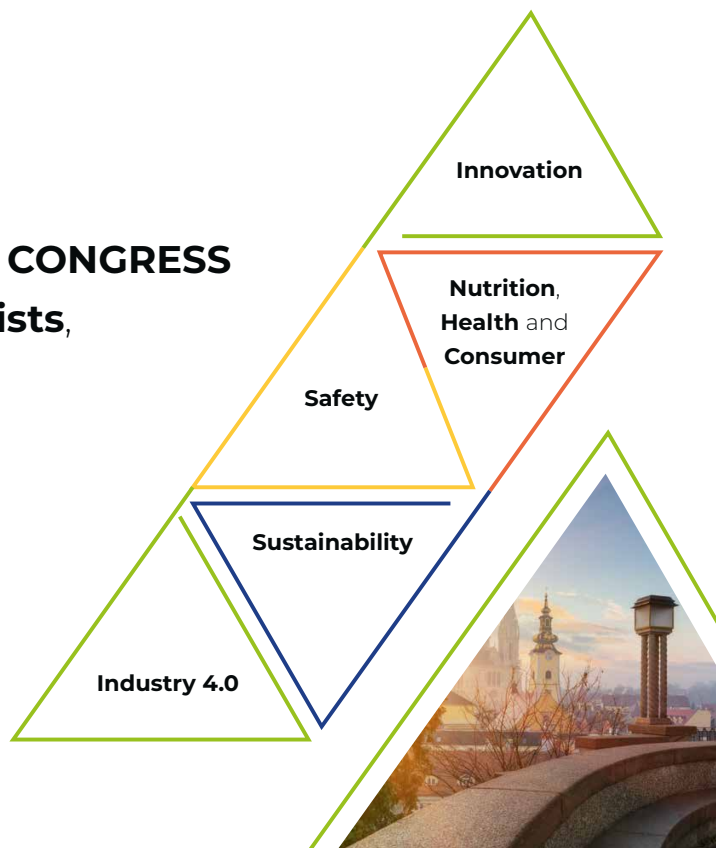 Innovation
CONGRESS
ists,
Nutrition,
Health and
Consumer
Safety
Sustainability
Industry 4.0